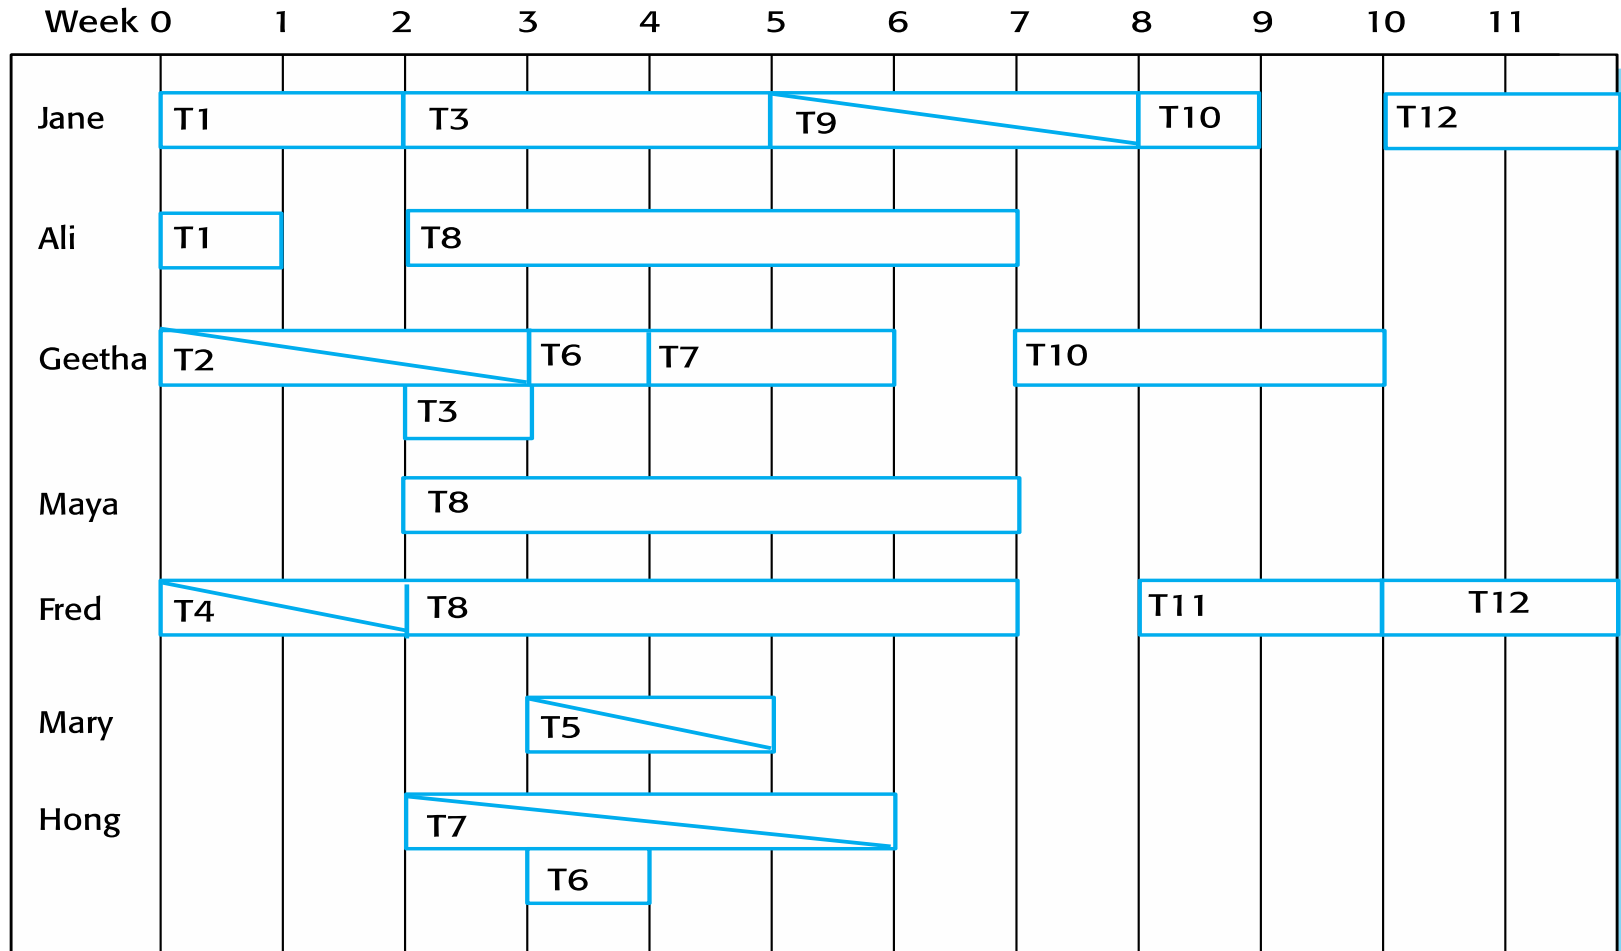 Week 0 1 2 3 4 5 6 7 8 9 10 11
Jane T1 T3 T9 T10 T12
Ali T1 T8
Geetha T2 T6 T7 T10
T3
Maya T8
Fred T4 T8 T11 T12
Mary T5
Hong T7
T6